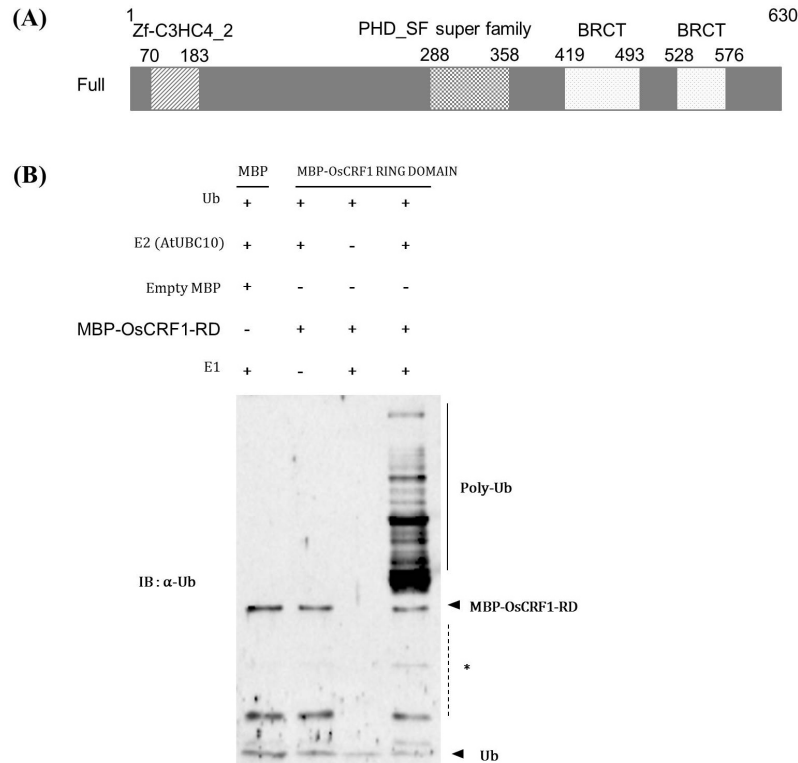 (A)
1 630
Zf-C3HC4_2 PHD_SF super family BRCT BRCT
70 183 288 358 419 493 528 576
Full
(B)
MBP MBP-OsCRF1 RING DOMAIN
Ub + + + +
E2 (AtUBC10) + + - +
Empty MBP + - - -
MBP-OsCRF1-RD - + + +
E1 + - + +
Poly-Ub
IB : α-Ub
MBP-OsCRF1-RD
*
Ub